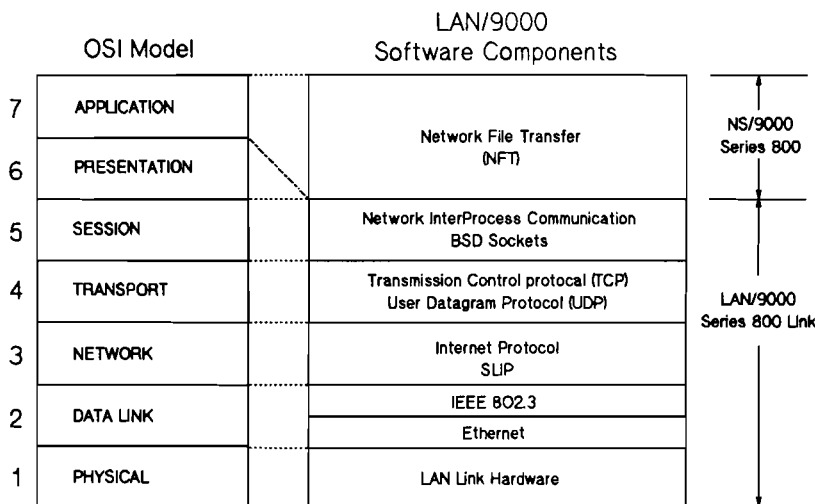 OSI Model
LAN/9000
Software Components
7 APPLICATION
6 PRESENTATION
5 SESSION
4 TRANSPORT
3 NETWORK
2 DATA LINK
1 PHYSICAL
Network File Transfer
(NFT)
Network InterProcess Communication
BSD Sockets
Transmission Control protocal (TCP)
User Datagram Protocol (UDP)
Internet Protocol
SLIP
IEEE 802.3
Ethernet
LAN Link Hardware
NS/9000
Series 800
LAN/9000
Series 800 Link